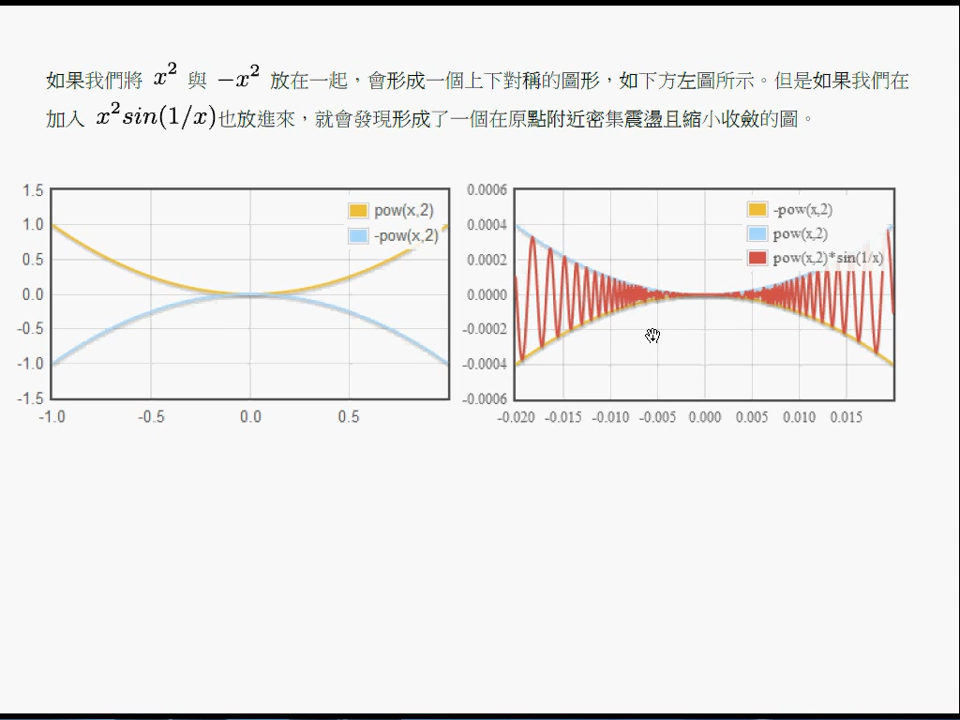 如果我們將 x² 與 −x² 放在一起，會形成一個上下對稱的圖形，如下方左圖所示。但是如果我們在
加入 x²sin(1/x)也放進來，就會發現形成了一個在原點附近密集震盪且縮小收斂的圖。
1.5
1.0
0.5
0.0
-0.5
-1.0
-1.5
-1.0 -0.5 0.0 0.5
pow(x,2)
-pow(x,2)
0.0006
0.0004
0.0002
0.0000
-0.0002
-0.0004
-0.0006
-0.020 -0.015 -0.010 -0.005 0.000 0.005 0.010 0.015
-pow(x,2)
pow(x,2)
pow(x,2)*sin(1/x)